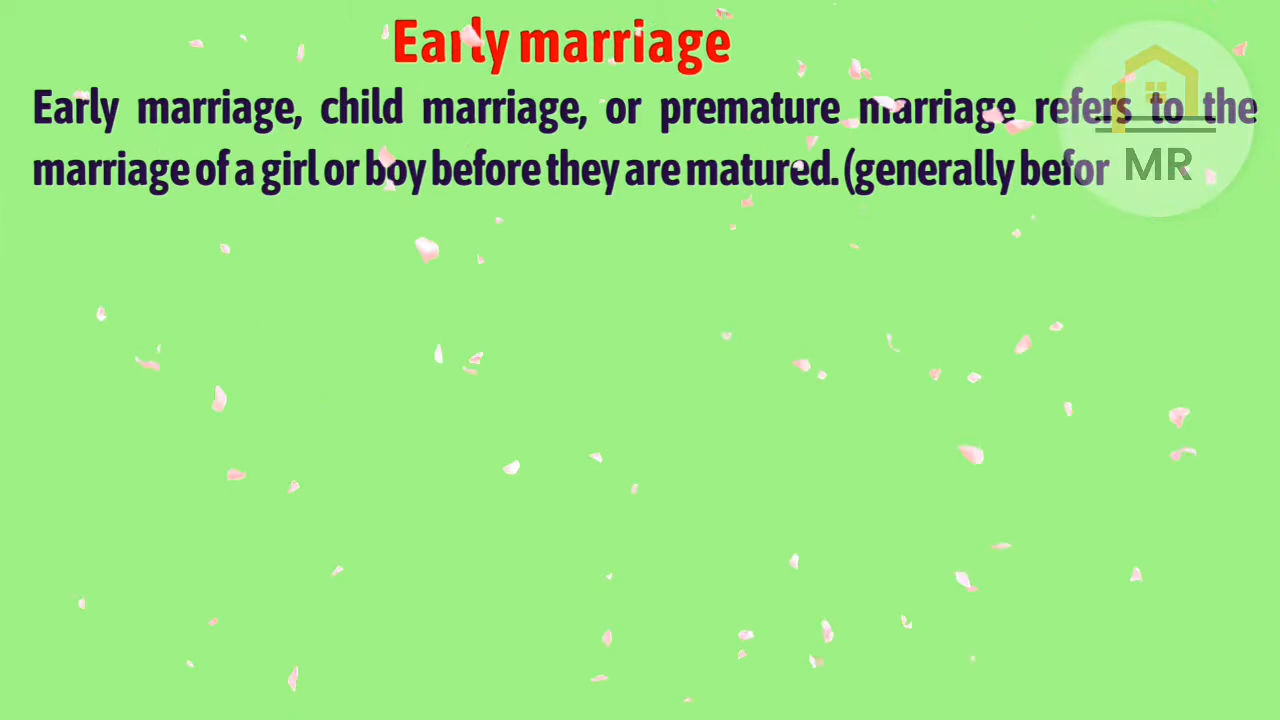 Early marriage
Early marriage, child marriage, or premature marriage refers to the
marriage of a girl or boy before they are matured. (generally befor
MR